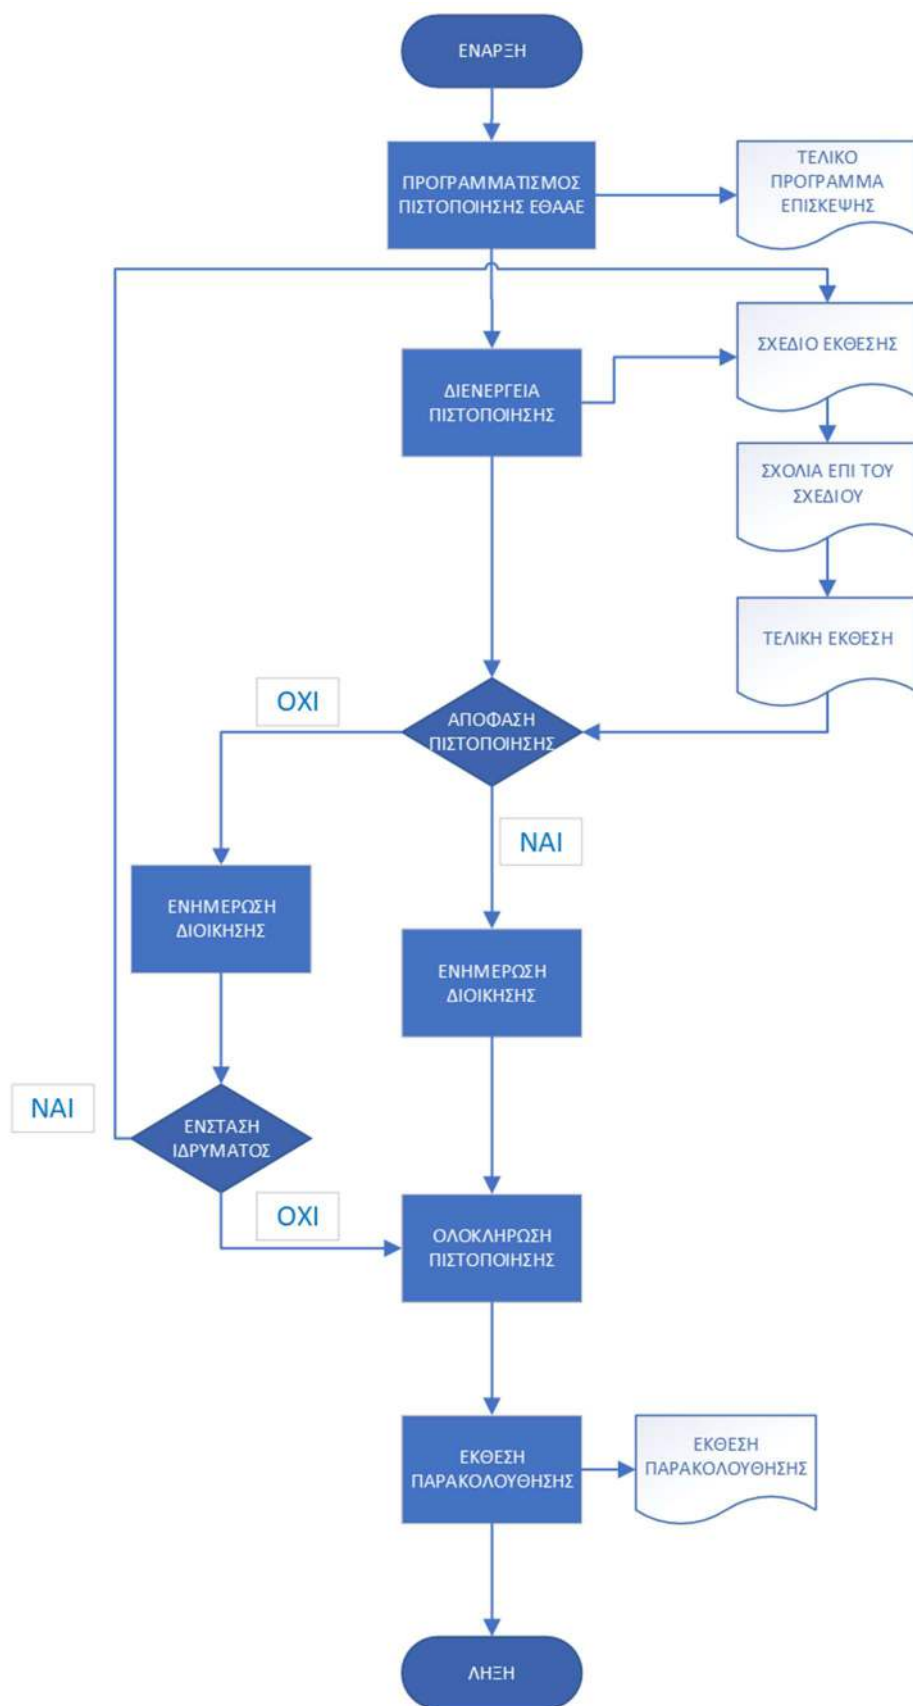 ΕΝΑΡΞΗ
ΠΡΟΓΡΑΜΜΑΤΙΣΜΟΣ
ΠΙΣΤΟΠΟΙΗΣΗΣ ΕΘΑΑΕ
ΤΕΛΙΚΟ
ΠΡΟΓΡΑΜΜΑ
ΕΠΙΣΚΕΨΗΣ
ΣΧΕΔΙΟ ΕΚΘΕΣΗΣ
ΔΙΕΝΕΡΓΕΙΑ
ΠΙΣΤΟΠΟΙΗΣΗΣ
ΣΧΟΛΙΑ ΕΠΙ ΤΟΥ
ΣΧΕΔΙΟΥ
ΤΕΛΙΚΗ ΕΚΘΕΣΗ
ΟΧΙ
ΑΠΟΦΑΣΗ
ΠΙΣΤΟΠΟΙΗΣΗΣ
ΝΑΙ
ΕΝΗΜΕΡΩΣΗ
ΔΙΟΙΚΗΣΗΣ
ΕΝΗΜΕΡΩΣΗ
ΔΙΟΙΚΗΣΗΣ
ΝΑΙ
ΕΝΣΤΑΣΗ
ΙΔΡΥΜΑΤΟΣ
ΟΧΙ
ΟΛΟΚΛΗΡΩΣΗ
ΠΙΣΤΟΠΟΙΗΣΗΣ
ΕΚΘΕΣΗ
ΠΑΡΑΚΟΛΟΥΘΗΣΗΣ
ΕΚΘΕΣΗ
ΠΑΡΑΚΟΛΟΥΘΗΣΗΣ
ΛΗΞΗ